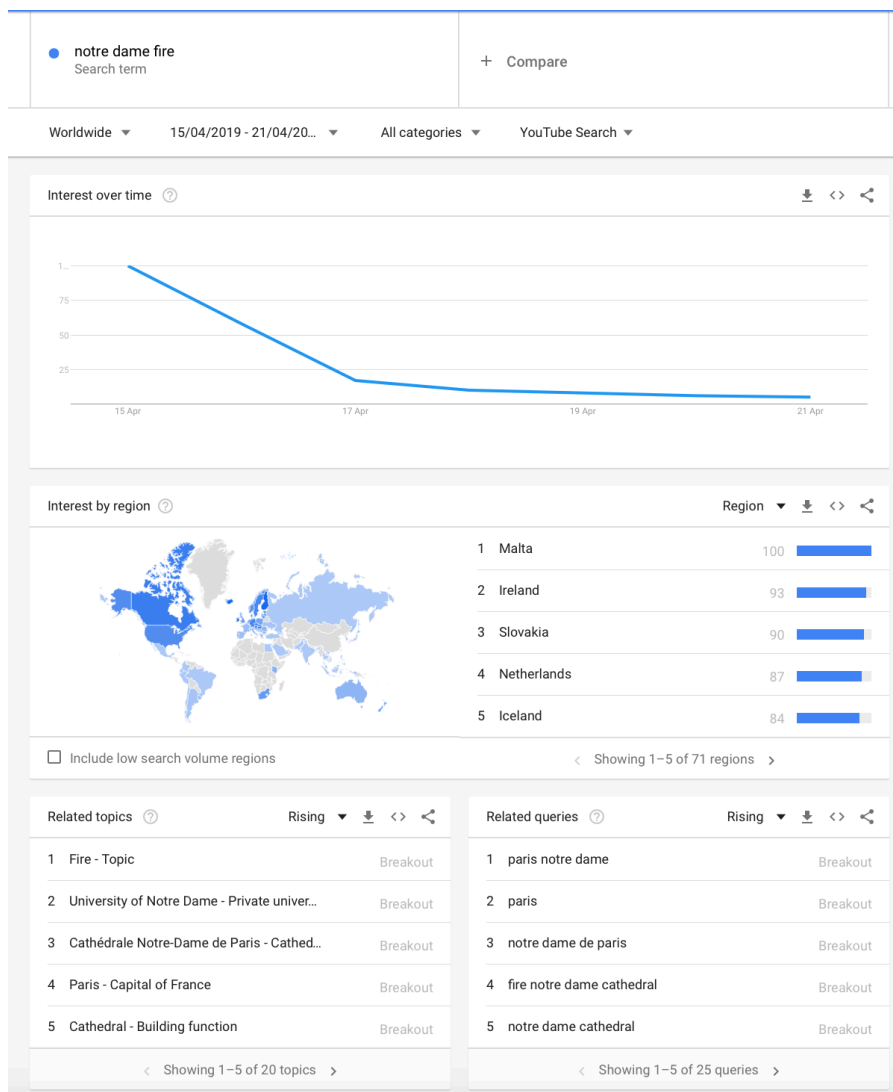 notre dame fire
Search term
+ Compare
Worldwide
15/04/2019 - 21/04/20...
All categories
YouTube Search
Interest over time ?
1...
75
50
25
15 Apr
17 Apr
19 Apr
21 Apr
Interest by region ?
Region
1 Malta 100
2 Ireland 93
3 Slovakia 90
4 Netherlands 87
5 Iceland 84
Include low search volume regions
Showing 1–5 of 71 regions
Related topics ?
Rising
1 Fire - Topic Breakout
2 University of Notre Dame - Private univer... Breakout
3 Cathédrale Notre-Dame de Paris - Cathed... Breakout
4 Paris - Capital of France Breakout
5 Cathedral - Building function Breakout
Showing 1–5 of 20 topics
Related queries ?
Rising
1 paris notre dame Breakout
2 paris Breakout
3 notre dame de paris Breakout
4 fire notre dame cathedral Breakout
5 notre dame cathedral Breakout
Showing 1–5 of 25 queries